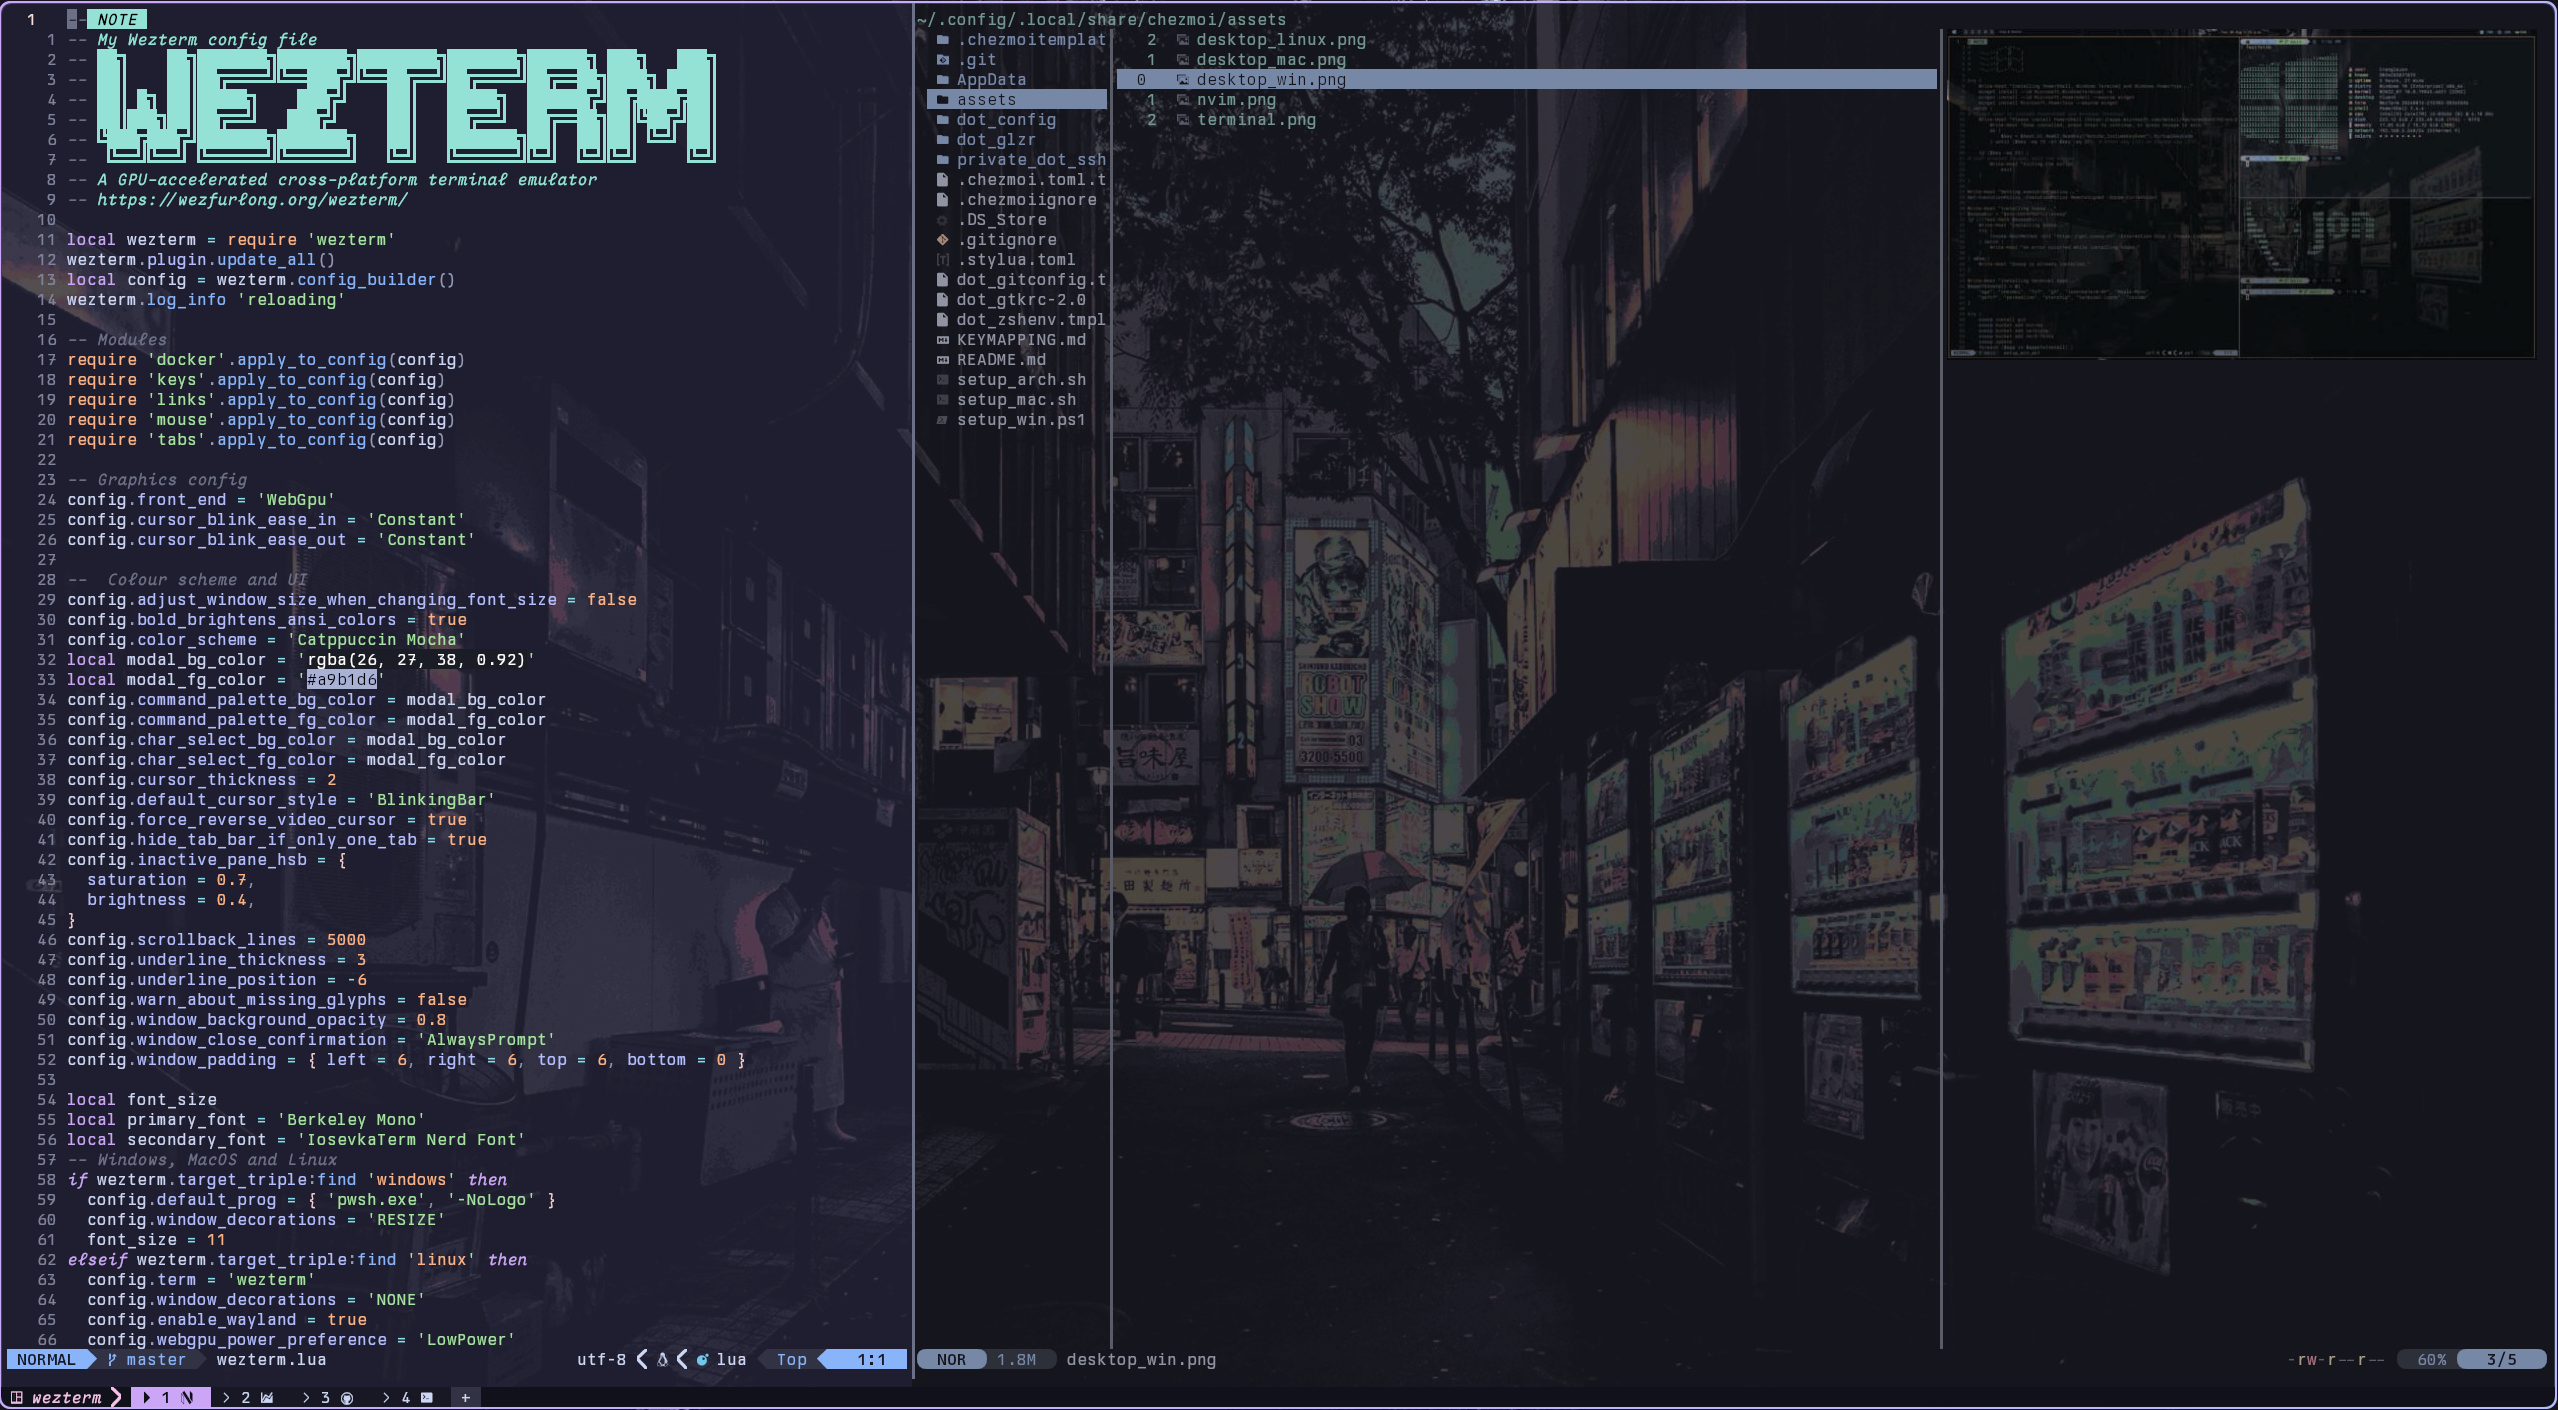 1 -- NOTE
1 -- My Wezterm config file
2 --
3 --
4 --
5 --
6 --
7 --
WEZTERM
8 -- A GPU-accelerated cross-platform terminal emulator
9 -- https://wezfurlong.org/wezterm/
10
11 local wezterm = require 'wezterm'
12 wezterm.plugin.update_all()
13 local config = wezterm.config_builder()
14 wezterm.log_info 'reloading'
15
16 -- Modules
17 require 'docker'.apply_to_config(config)
18 require 'keys'.apply_to_config(config)
19 require 'links'.apply_to_config(config)
20 require 'mouse'.apply_to_config(config)
21 require 'tabs'.apply_to_config(config)
22
23 -- Graphics config
24 config.front_end = 'WebGpu'
25 config.cursor_blink_ease_in = 'Constant'
26 config.cursor_blink_ease_out = 'Constant'
27
28 --  Colour scheme and UI
29 config.adjust_window_size_when_changing_font_size = false
30 config.bold_brightens_ansi_colors = true
31 config.color_scheme = 'Catppuccin Mocha'
32 local modal_bg_color = 'rgba(26, 27, 38, 0.92)'
33 local modal_fg_color = '#a9b1d6'
34 config.command_palette_bg_color = modal_bg_color
35 config.command_palette_fg_color = modal_fg_color
36 config.char_select_bg_color = modal_bg_color
37 config.char_select_fg_color = modal_fg_color
38 config.cursor_thickness = 2
39 config.default_cursor_style = 'BlinkingBar'
40 config.force_reverse_video_cursor = true
41 config.hide_tab_bar_if_only_one_tab = true
42 config.inactive_pane_hsb = {
43   saturation = 0.7,
44   brightness = 0.4,
45 }
46 config.scrollback_lines = 5000
47 config.underline_thickness = 3
48 config.underline_position = -6
49 config.warn_about_missing_glyphs = false
50 config.window_background_opacity = 0.8
51 config.window_close_confirmation = 'AlwaysPrompt'
52 config.window_padding = { left = 6, right = 6, top = 6, bottom = 0 }
53
54 local font_size
55 local primary_font = 'Berkeley Mono'
56 local secondary_font = 'IosevkaTerm Nerd Font'
57 -- Windows, MacOS and Linux
58 if wezterm.target_triple:find 'windows' then
59   config.default_prog = { 'pwsh.exe', '-NoLogo' }
60   config.window_decorations = 'RESIZE'
61   font_size = 11
62 elseif wezterm.target_triple:find 'linux' then
63   config.term = 'wezterm'
64   config.window_decorations = 'NONE'
65   config.enable_wayland = true
66   config.webgpu_power_preference = 'LowPower'
NORMAL master wezterm.lua utf-8 lua Top 1:1
~/.config/.local/share/chezmoi/assets
.chezmoitemplat
.git
AppData
assets
dot_config
dot_glzr
private_dot_ssh
.chezmoi.toml.t
.chezmoiignore
.DS_Store
.gitignore
.stylua.toml
dot_gitconfig.t
dot_gtkrc-2.0
dot_zshenv.tmpl
KEYMAPPING.md
README.md
setup_arch.sh
setup_mac.sh
setup_win.ps1
2 desktop_linux.png
1 desktop_mac.png
0 desktop_win.png
1 nvim.png
2 terminal.png
5
4
2
SHINJUKU KABUKICHO
ROBOT
SHOW
03
3200-5500
旨味屋
田製麺所
NOR 1.8M desktop_win.png -rw-r--r-- 60% 3/5
wezterm 1 2 3 4 +